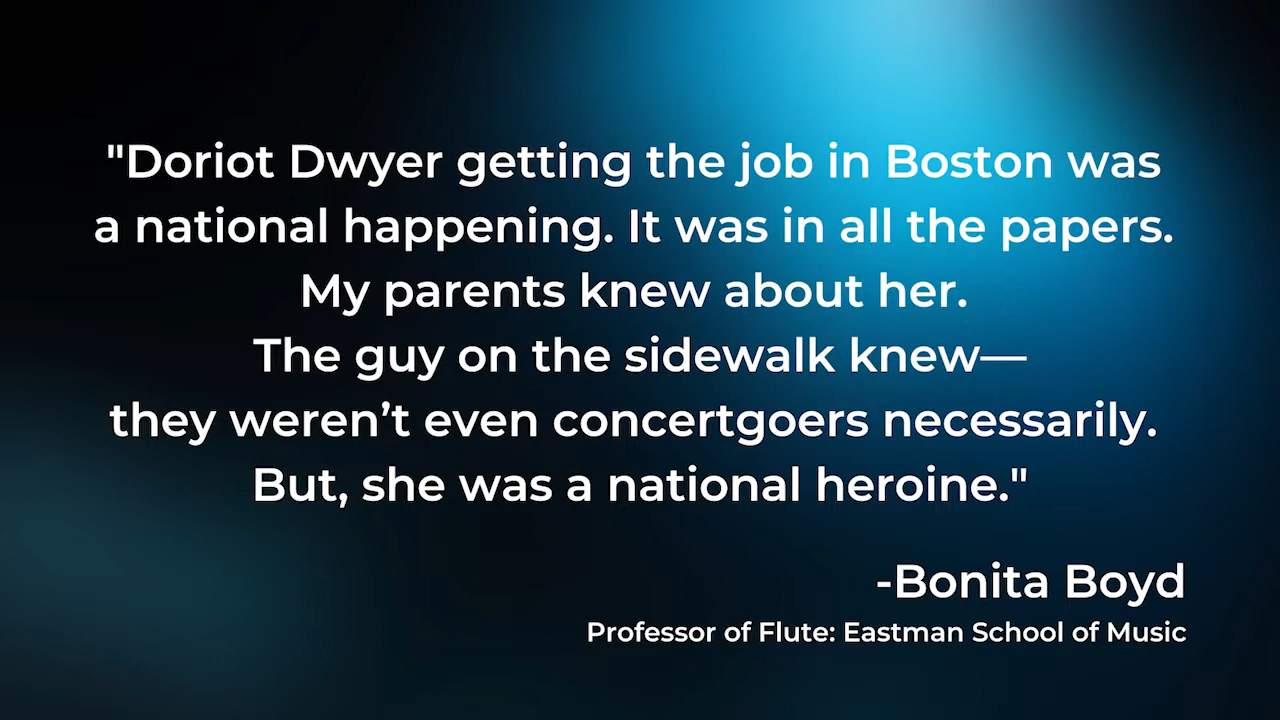 "Doriot Dwyer getting the job in Boston was
a national happening. It was in all the papers.
My parents knew about her.
The guy on the sidewalk knew—
they weren’t even concertgoers necessarily.
But, she was a national heroine."
-Bonita Boyd
Professor of Flute: Eastman School of Music